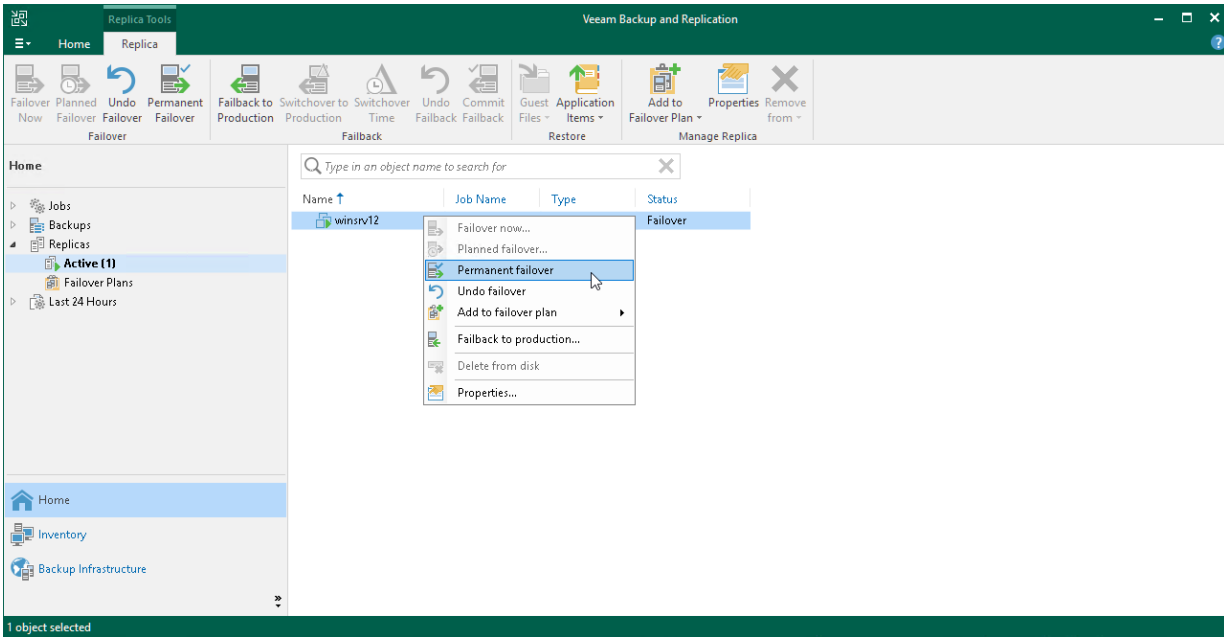 Replica Tools
Veeam Backup and Replication
Home Replica
?
Failover Planned Undo Permanent Failback to Switchover to Switchover Undo Commit Guest Application Add to Properties Remove
Now Failover Failover Failover Production Production Time Failback Failback Files Items Failover Plan from
Failover Failback Restore Manage Replica
Home
Type in an object name to search for
Name Job Name Type Status
Jobs
winsrv12 Failover
Backups
Failover now...
Replicas
Planned failover...
Active (1)
Permanent failover
Failover Plans
Undo failover
Last 24 Hours
Add to failover plan
Failback to production...
Delete from disk
Properties...
Home
Inventory
Backup Infrastructure
1 object selected